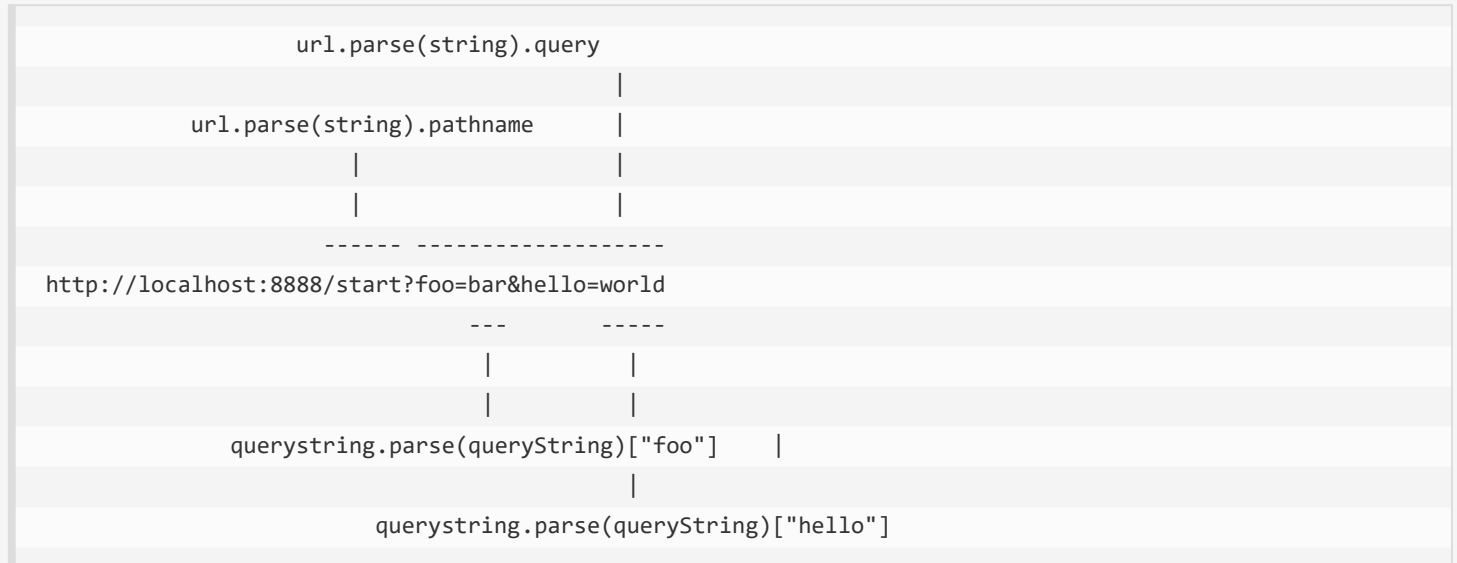 url.parse(string).query
|
url.parse(string).pathname |
| |
| |
------ -------------------
http://localhost:8888/start?foo=bar&hello=world
--- -----
| |
| |
querystring.parse(queryString)["foo"] |
|
querystring.parse(queryString)["hello"]